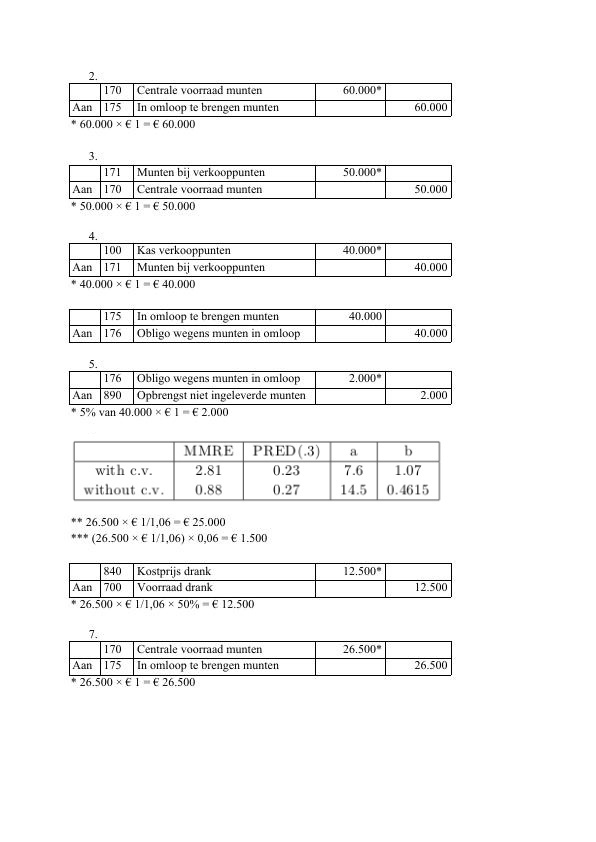 2.
170 Centrale voorraad munten 60.000*
Aan 175 In omloop te brengen munten 60.000
* 60.000 × € 1 = € 60.000
3.
171 Munten bij verkooppunten 50.000*
Aan 170 Centrale voorraad munten 50.000
* 50.000 × € 1 = € 50.000
4.
100 Kas verkooppunten 40.000*
Aan 171 Munten bij verkooppunten 40.000
* 40.000 × € 1 = € 40.000
175 In omloop te brengen munten 40.000
Aan 176 Obligo wegens munten in omloop 40.000
5.
176 Obligo wegens munten in omloop 2.000*
Aan 890 Opbrengst niet ingeleverde munten 2.000
* 5% van 40.000 × € 1 = € 2.000
MMRE PRED(.3) a b
with c.v. 2.81 0.23 7.6 1.07
without c.v. 0.88 0.27 14.5 0.4615
** 26.500 × € 1/1,06 = € 25.000
*** (26.500 × € 1/1,06) × 0,06 = € 1.500
840 Kostprijs drank 12.500*
Aan 700 Voorraad drank 12.500
* 26.500 × € 1/1,06 × 50% = € 12.500
7.
170 Centrale voorraad munten 26.500*
Aan 175 In omloop te brengen munten 26.500
* 26.500 × € 1 = € 26.500